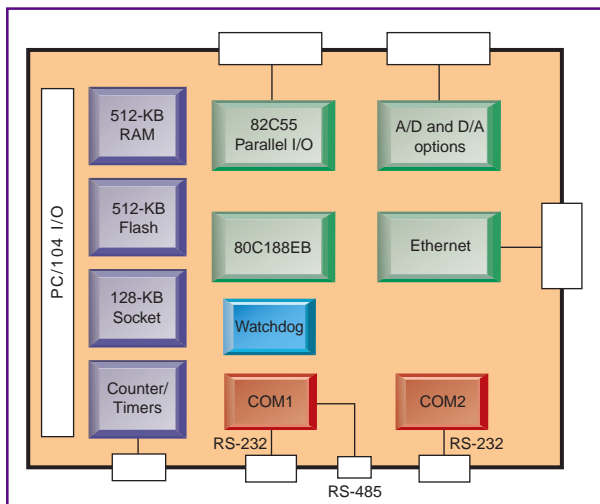 PC/104 I/O
512-KB
RAM
512-KB
Flash
128-KB
Socket
Counter/
Timers
82C55
Parallel I/O
A/D and D/A
options
80C188EB
Ethernet
Watchdog
COM1
COM2
RS-232
RS-485
RS-232